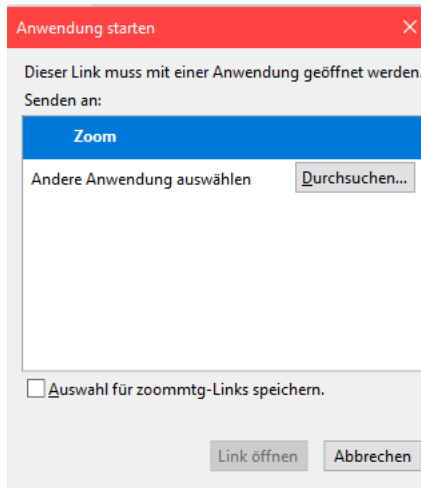 Anwendung starten
Dieser Link muss mit einer Anwendung geöffnet werden.
Senden an:
Zoom
Andere Anwendung auswählen Durchsuchen...
Auswahl für zoommtg-Links speichern.
Link öffnen Abbrechen